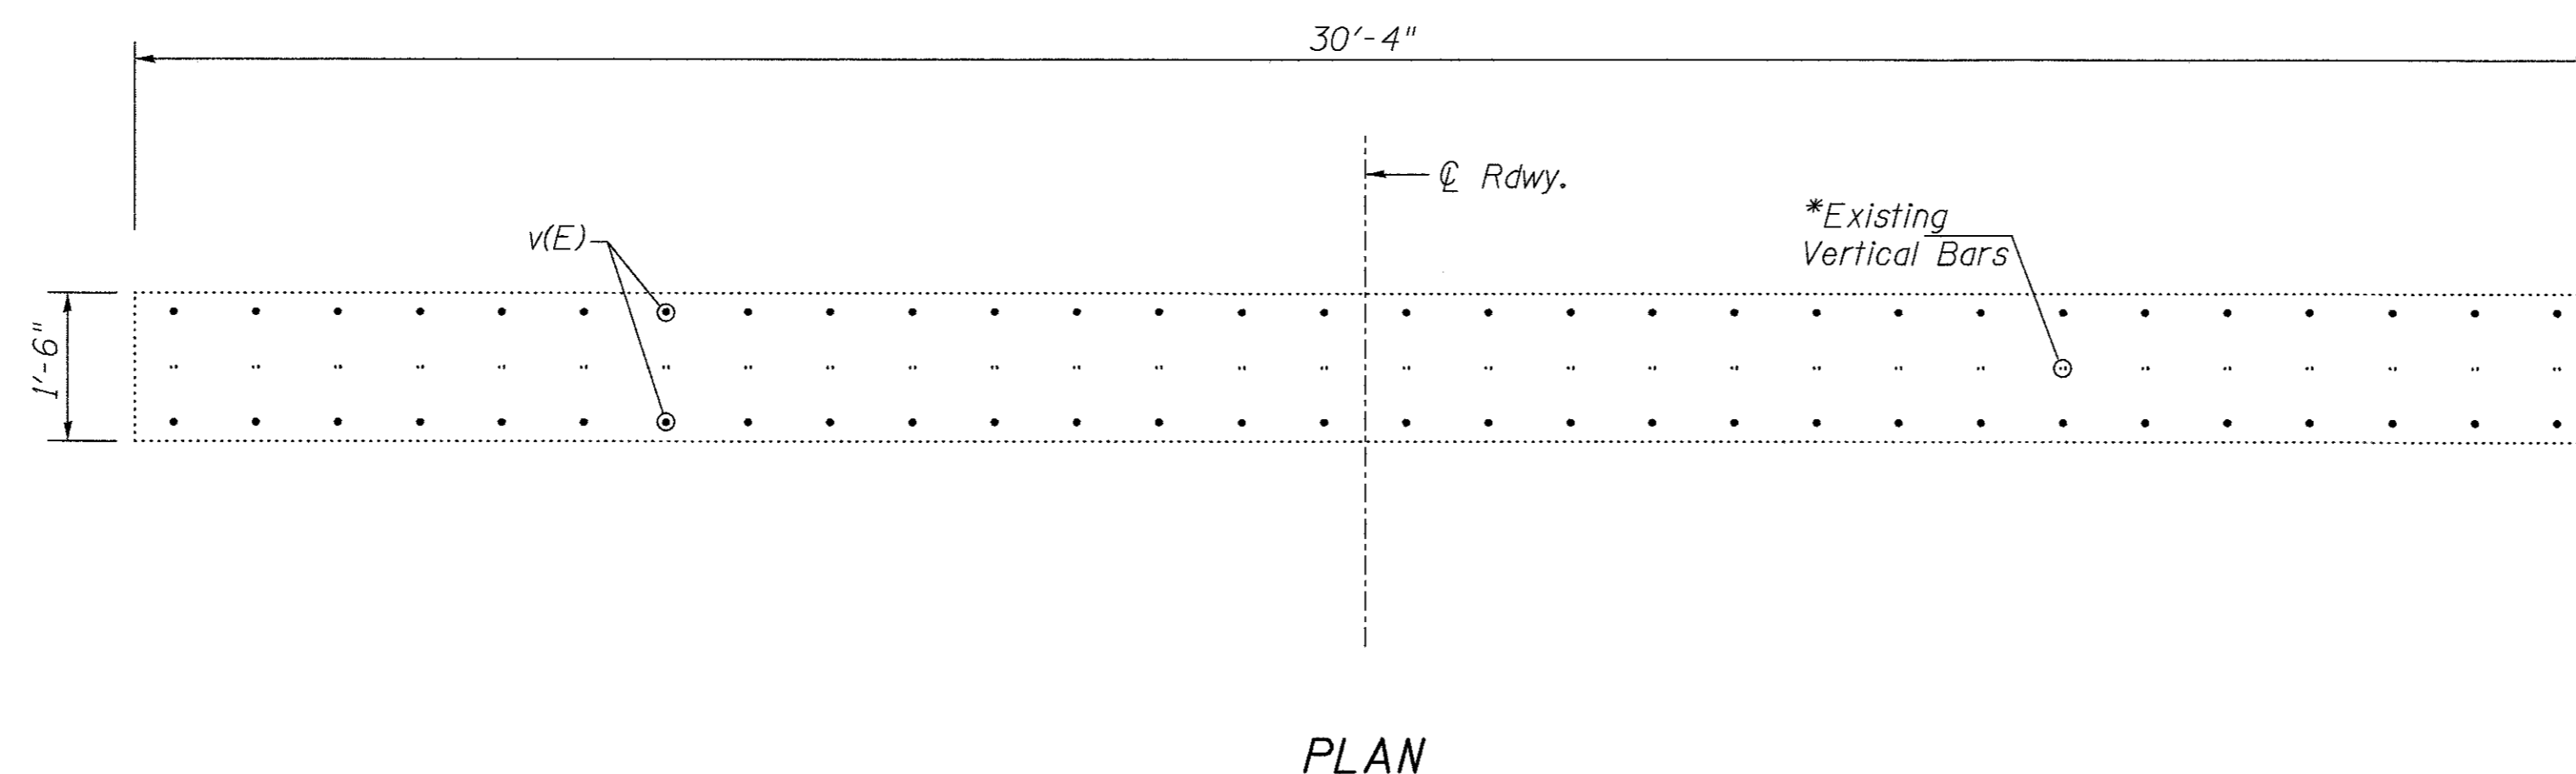 30'-4"
℄ Rdwy.
*Existing
Vertical Bars
v(E)
1'-6"
PLAN